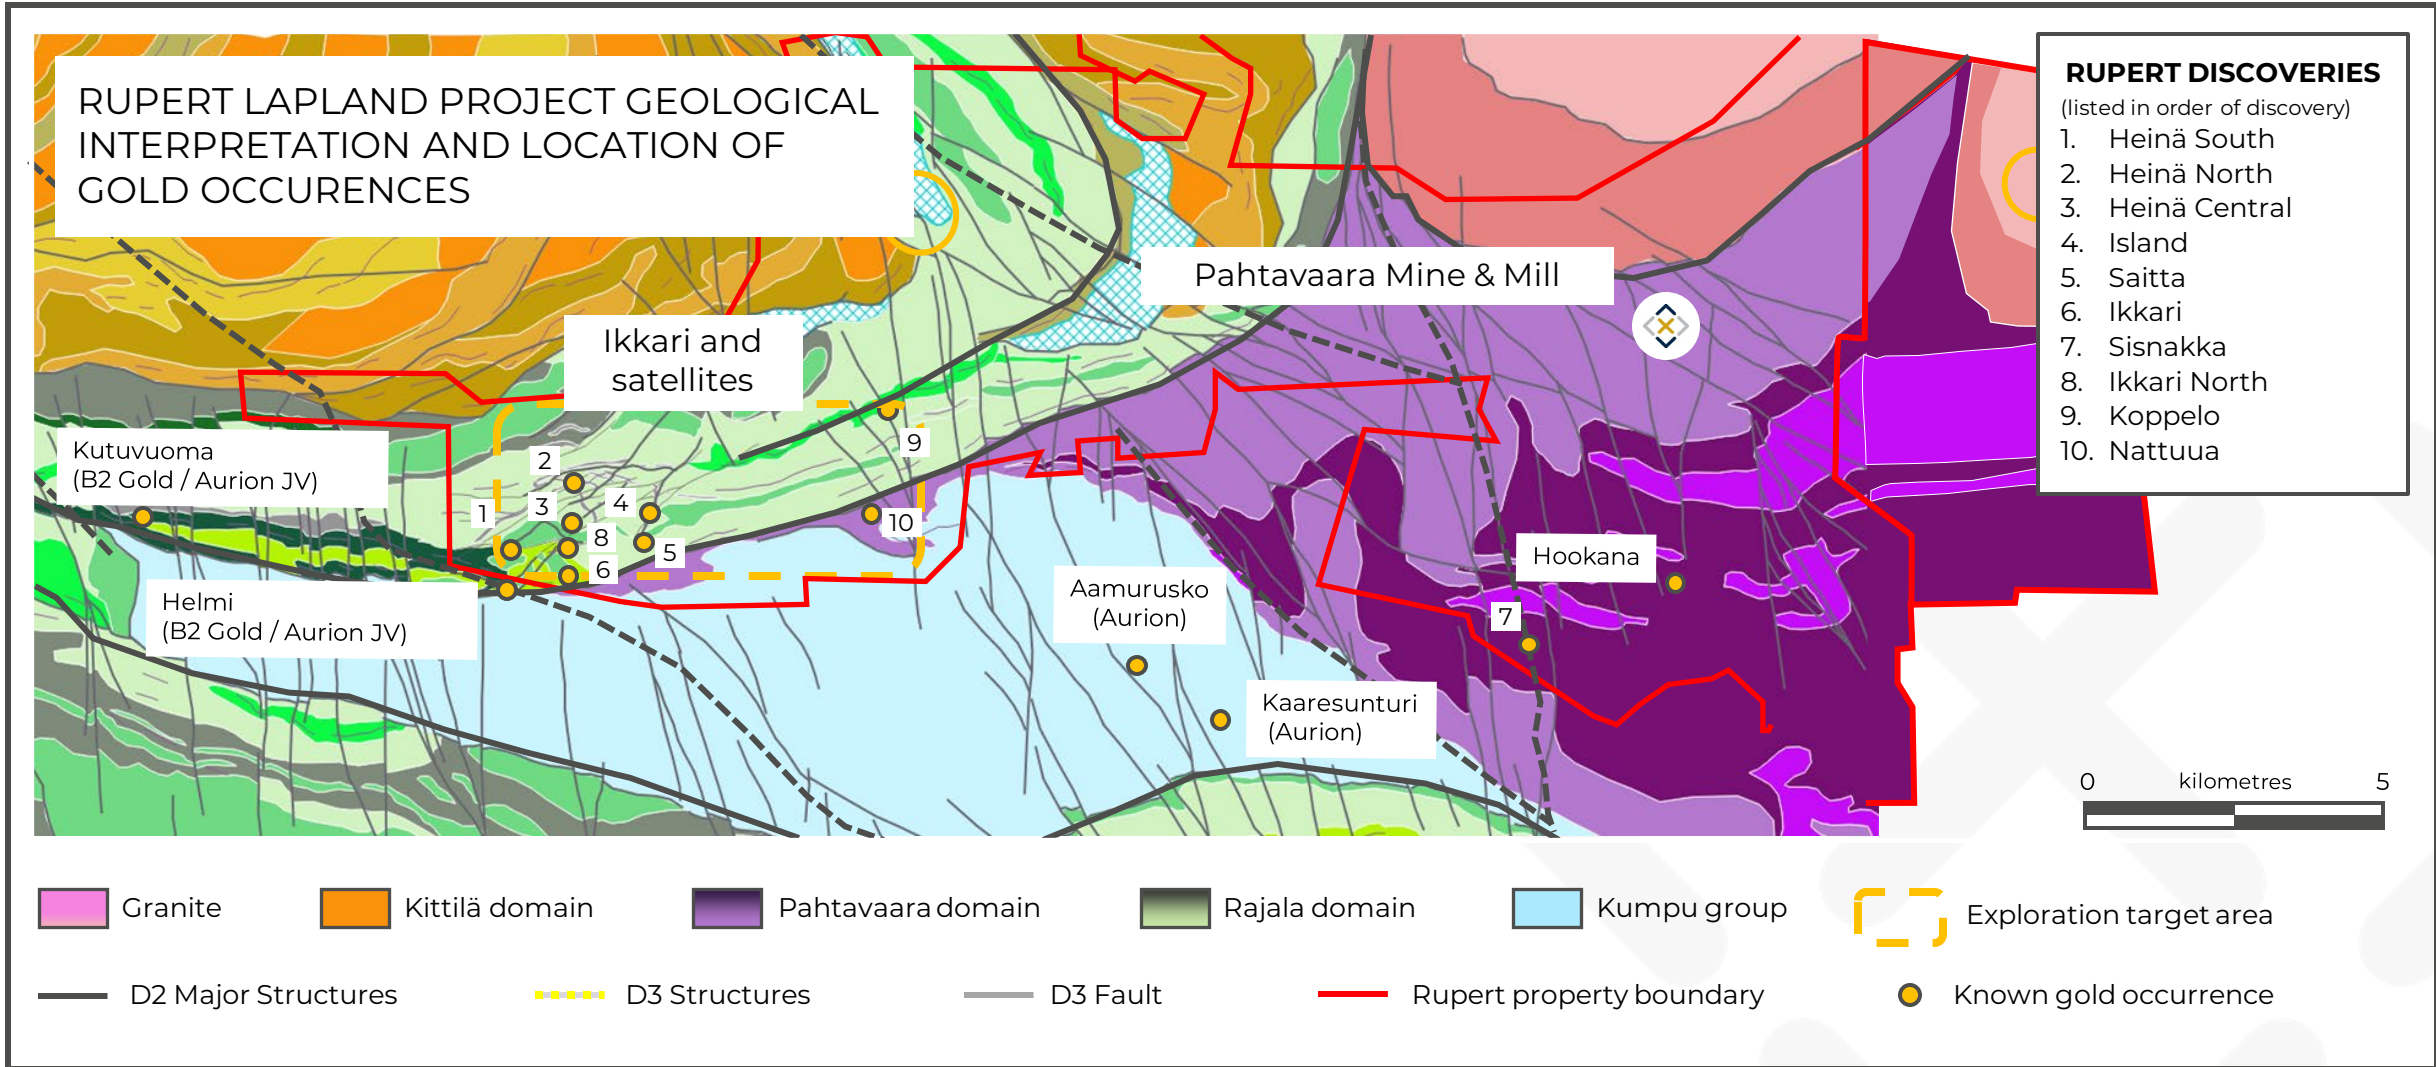 RUPERT LAPLAND PROJECT GEOLOGICAL
INTERPRETATION AND LOCATION OF
GOLD OCCURENCES
RUPERT DISCOVERIES
(listed in order of discovery)
1. Heinä South
2. Heinä North
3. Heinä Central
4. Island
5. Saitta
6. Ikkari
7. Sisnakka
8. Ikkari North
9. Koppelo
10. Nattuua
Pahtavaara Mine & Mill
Ikkari and
satellites
Kutuvuoma
(B2 Gold / Aurion JV)
2
9
1
3
4
10
8
5
6
Hookana
Helmi
(B2 Gold / Aurion JV)
Aamurusko
(Aurion)
7
Kaaresunturi
(Aurion)
0 kilometres 5
Granite
Kittilä domain
Pahtavaara domain
Rajala domain
Kumpu group
Exploration target area
D2 Major Structures
D3 Structures
D3 Fault
Rupert property boundary
Known gold occurrence